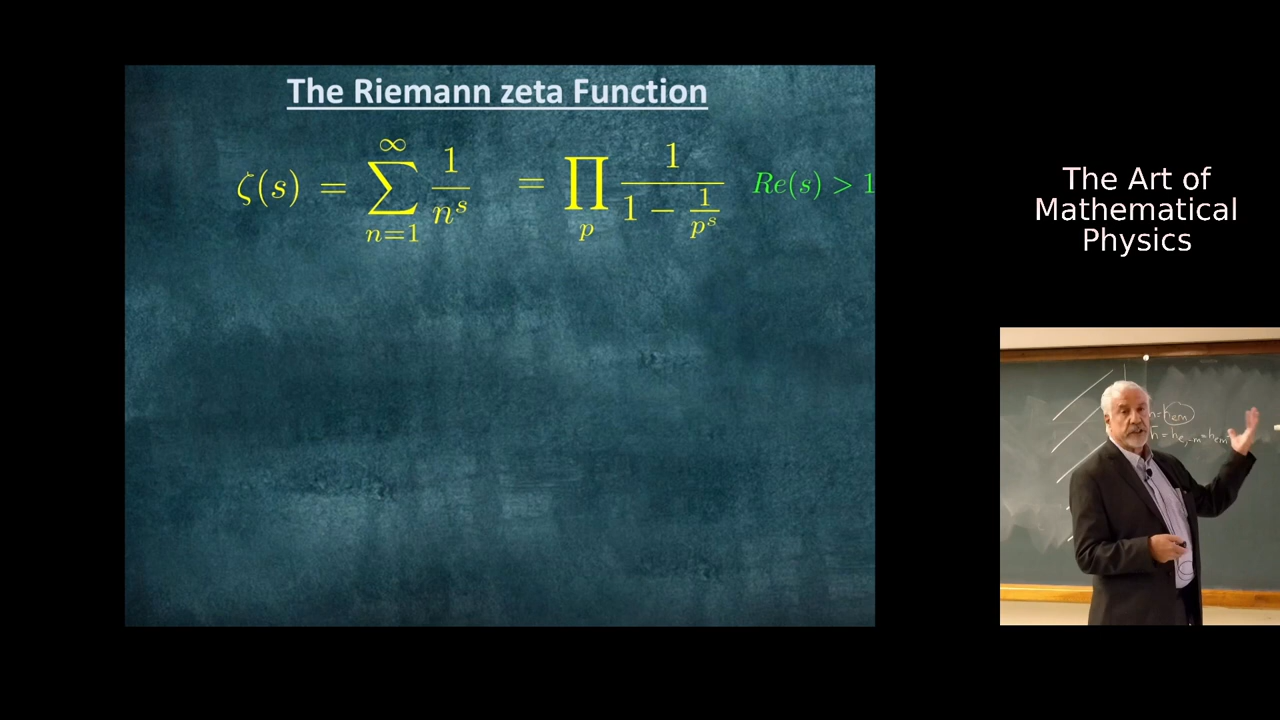 The Riemann zeta Function
ζ(s) = ∑_{n=1}^{∞} 1/n^s = ∏_p 1/(1 − 1/p^s) Re(s) > 1
The Art of
Mathematical
Physics